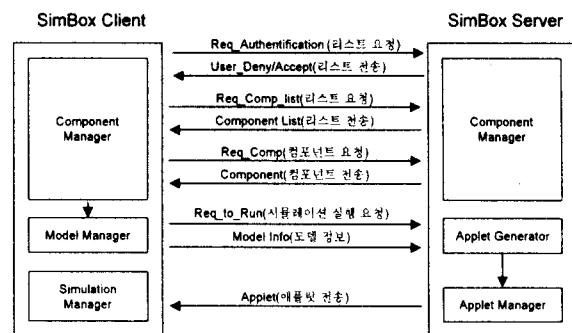 SimBox Client
SimBox Server
Req_Authentification (리스트 요청)
User_Deny/Accept(리스트 전송)
Req_Comp_list(리스트 요청)
Component List(리스트 전송)
Req_Comp(컴포넌트 요청)
Component(컴포넌트 전송)
Req_to_Run(시뮬레이션 실행 요청)
Model Info(모델 정보)
Applet(애플릿 전송)
Component
Manager
Model Manager
Simulation
Manager
Component
Manager
Applet Generator
Applet Manager